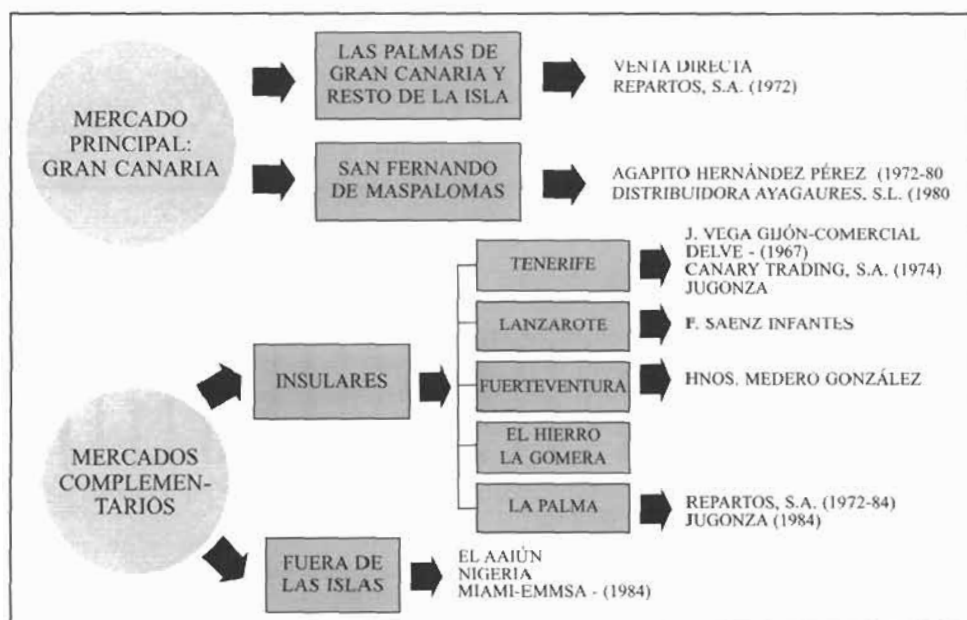 MERCADO
PRINCIPAL:
GRAN CANARIA
LAS PALMAS DE
GRAN CANARIA Y
RESTO DE LA ISLA
VENTA DIRECTA
REPARTOS, S.A. (1972)
SAN FERNANDO
DE MASPALOMAS
AGAPITO HERNÁNDEZ PÉREZ (1972-80
DISTRIBUIDORA AYAGAURES, S.L. (1980
MERCADOS
COMPLEMEN-
TARIOS
INSULARES
TENERIFE
J. VEGA GIJÓN-COMERCIAL
DELVE - (1967)
CANARY TRADING, S.A. (1974)
JUGONZA
LANZAROTE
F. SAENZ INFANTES
FUERTEVENTURA
HNOS. MEDERO GONZÁLEZ
EL HIERRO
LA GOMERA
LA PALMA
REPARTOS, S.A. (1972-84)
JUGONZA (1984)
FUERA DE
LAS ISLAS
EL AAIÚN
NIGERIA
MIAMI-EMMSA - (1984)